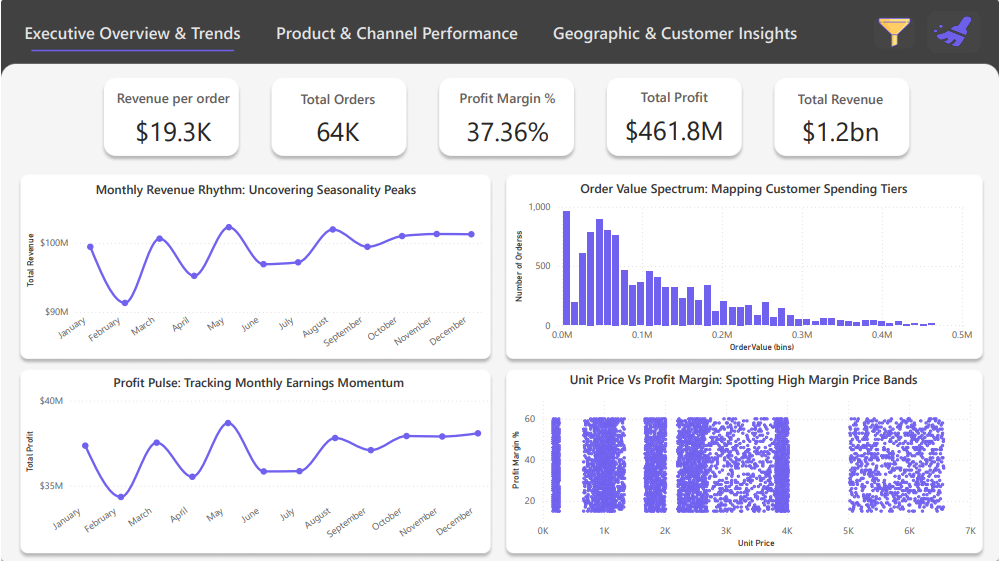 Executive Overview & Trends
Product & Channel Performance
Geographic & Customer Insights
Revenue per order
$19.3K
Total Orders
64K
Profit Margin %
37.36%
Total Profit
$461.8M
Total Revenue
$1.2bn
Monthly Revenue Rhythm: Uncovering Seasonality Peaks
Total Revenue
$100M
$90M
January
February
March
April
May
June
July
August
September
October
November
December
Order Value Spectrum: Mapping Customer Spending Tiers
Number of Orderss
1,000
500
0
0.0M
0.1M
0.2M
0.3M
0.4M
0.5M
OrderValue (bins)
Profit Pulse: Tracking Monthly Earnings Momentum
Total Profit
$40M
$35M
January
February
March
April
May
June
July
August
September
October
November
December
Unit Price Vs Profit Margin: Spotting High Margin Price Bands
Profit Margin %
60
40
20
0K
1K
2K
3K
4K
5K
6K
7K
Unit Price